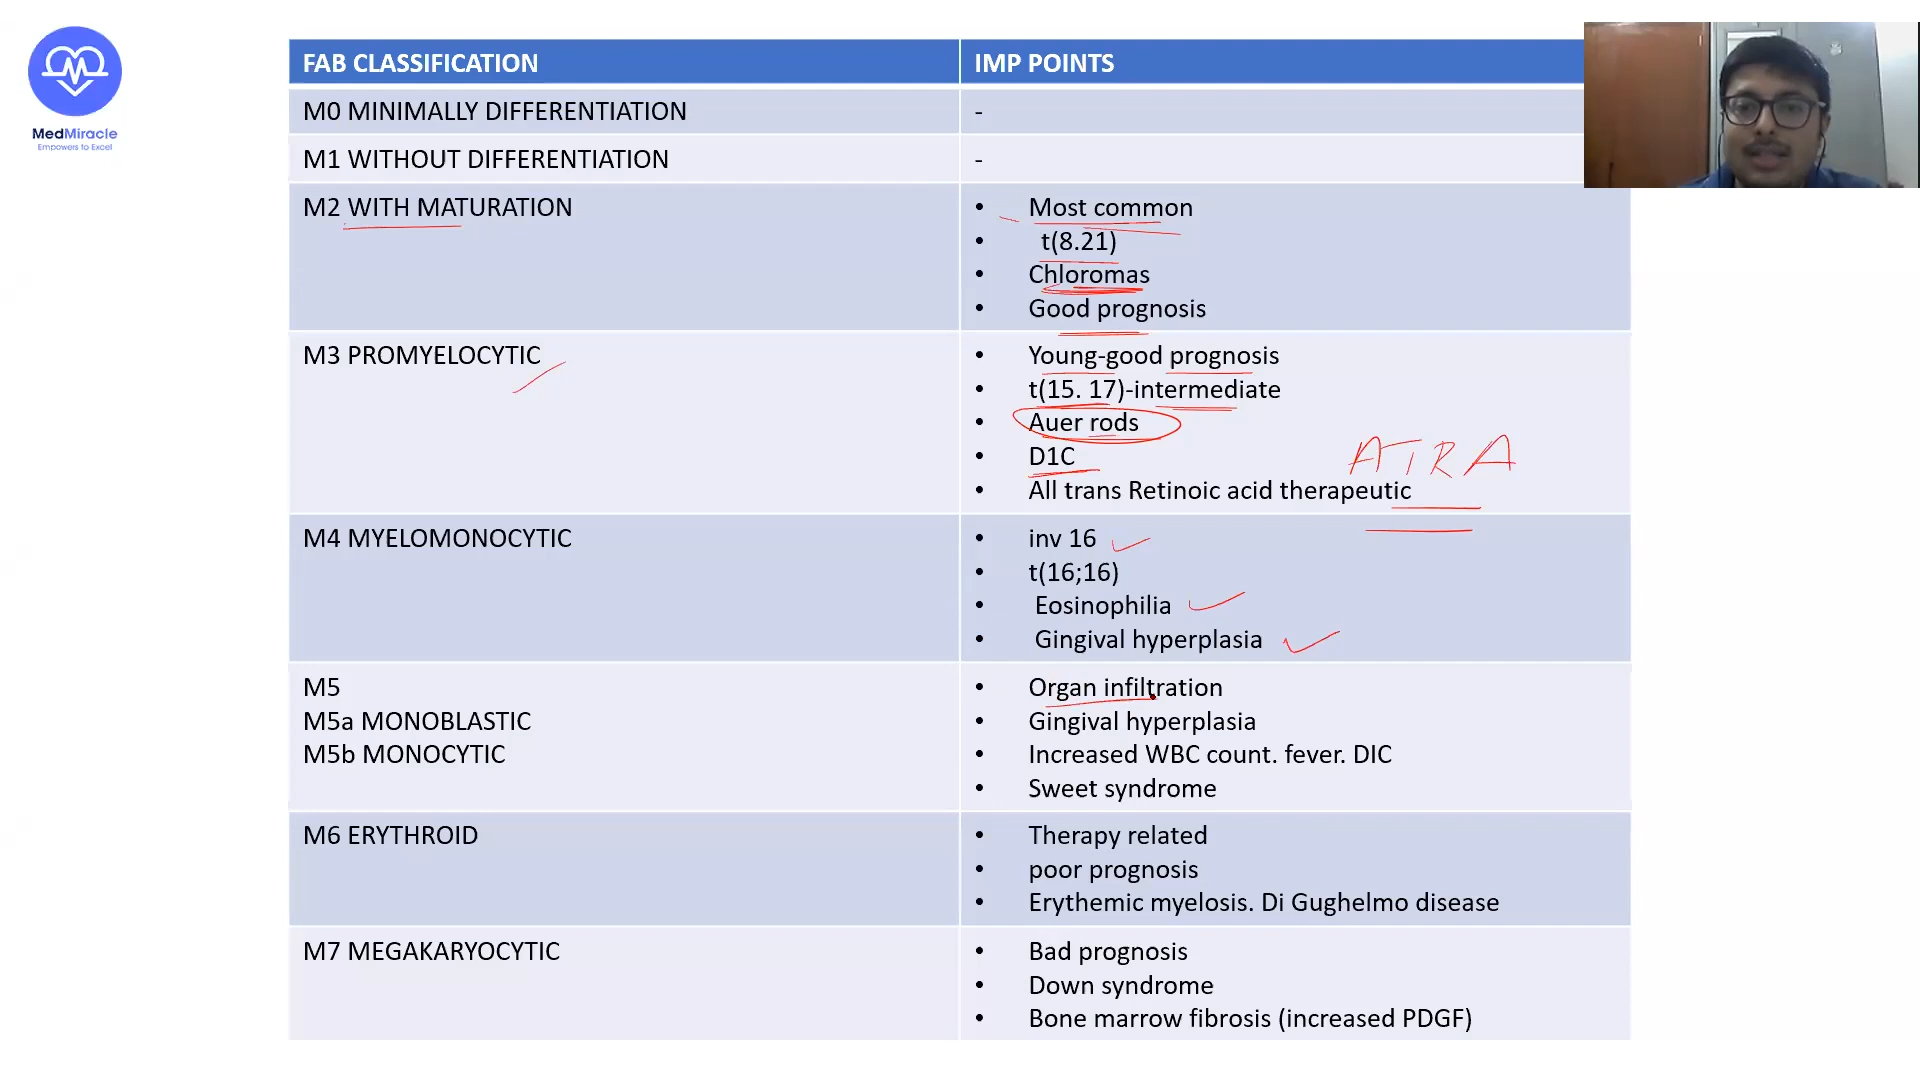 MedMiracle
Empowers to Excel
FAB CLASSIFICATION
IMP POINTS
M0 MINIMALLY DIFFERENTIATION
-
M1 WITHOUT DIFFERENTIATION
-
M2 WITH MATURATION
• Most common
• t(8.21)
• Chloromas
• Good prognosis
M3 PROMYELOCYTIC
• Young-good prognosis
• t(15. 17)-intermediate
• Auer rods
• D1C
ATRA
• All trans Retinoic acid therapeutic
M4 MYELOMONOCYTIC
• inv 16
• t(16;16)
• Eosinophilia
• Gingival hyperplasia
M5
M5a MONOBLASTIC
M5b MONOCYTIC
• Organ infiltration
• Gingival hyperplasia
• Increased WBC count. fever. DIC
• Sweet syndrome
M6 ERYTHROID
• Therapy related
• poor prognosis
• Erythemic myelosis. Di Gughelmo disease
M7 MEGAKARYOCYTIC
• Bad prognosis
• Down syndrome
• Bone marrow fibrosis (increased PDGF)